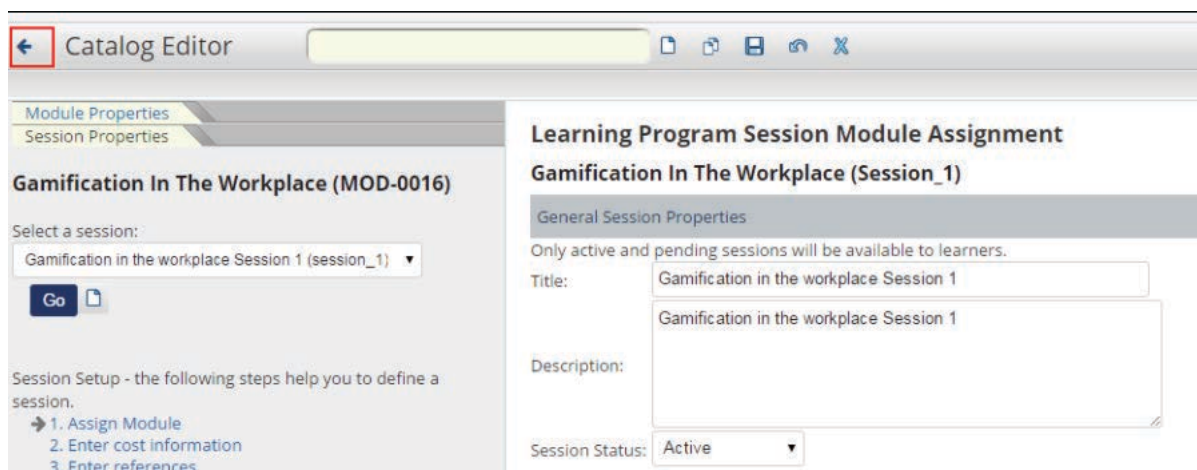 Catalog Editor
Module Properties
Session Properties
Gamification In The Workplace (MOD-0016)
Select a session:
Gamification in the workplace Session 1 (session_1)
Go
Session Setup - the following steps help you to define a
session.
1. Assign Module
2. Enter cost information
3. Enter references
Learning Program Session Module Assignment
Gamification In The Workplace (Session_1)
General Session Properties
Only active and pending sessions will be available to learners.
Title:
Gamification in the workplace Session 1
Description:
Gamification in the workplace Session 1
Session Status: Active